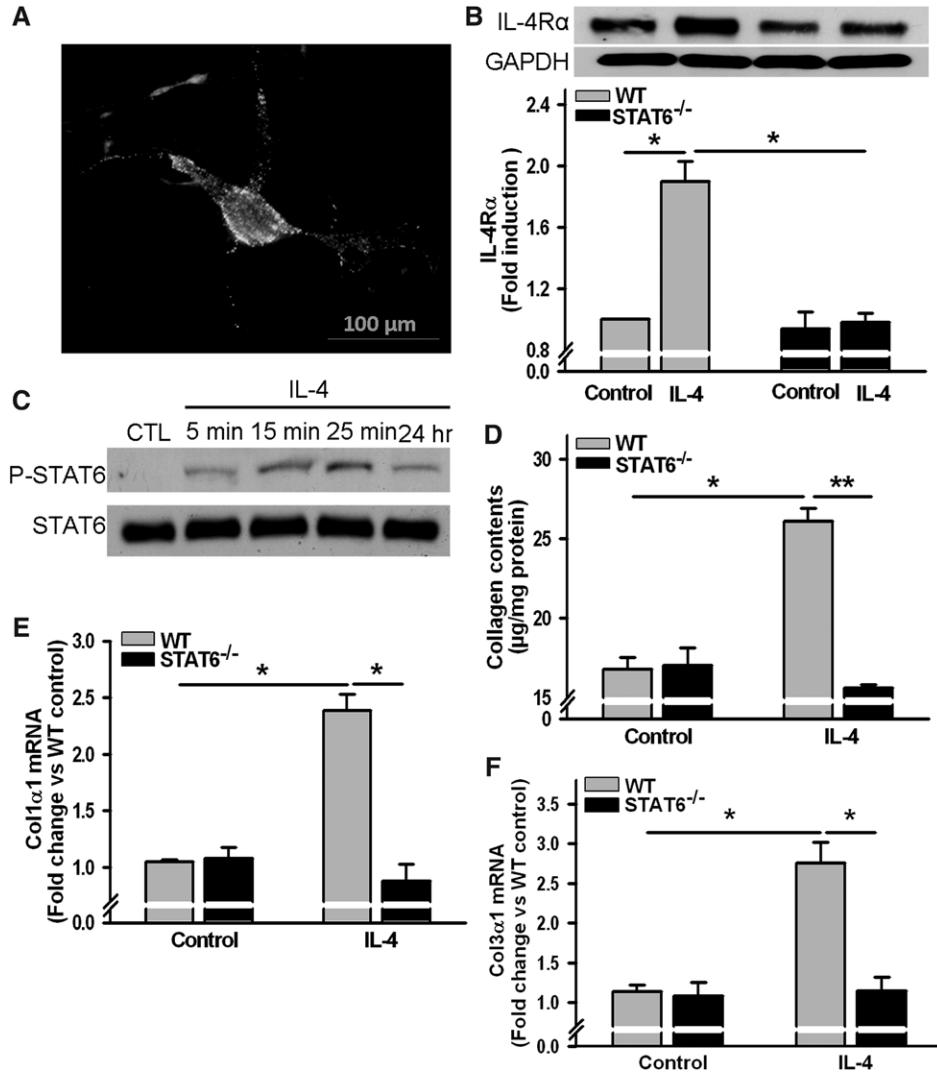 A
100 µm
B
IL-4Rα
GAPDH
WT
STAT6-/-
IL-4Rα
(Fold induction )
2.4
2.0
1.6
1.2
0.8
0.0
*
*
Control
IL-4
Control
IL-4
C
IL-4
CTL
5 min
15 min
25 min
24 hr
P-STAT6
STAT6
D
WT
STAT6-/-
Collagen contents
(µg/mg protein)
30
25
20
15
0
*
**
Control
IL-4
E
WT
STAT6-/-
Col1α1 mRNA
(Fold change vs WT control)
3.0
2.5
2.0
1.5
1.0
0.0
*
*
Control
IL-4
F
WT
STAT6-/-
Col3α1 mRNA
(Fold change vs WT control)
3.5
3.0
2.5
2.0
1.5
1.0
0.0
*
*
Control
IL-4